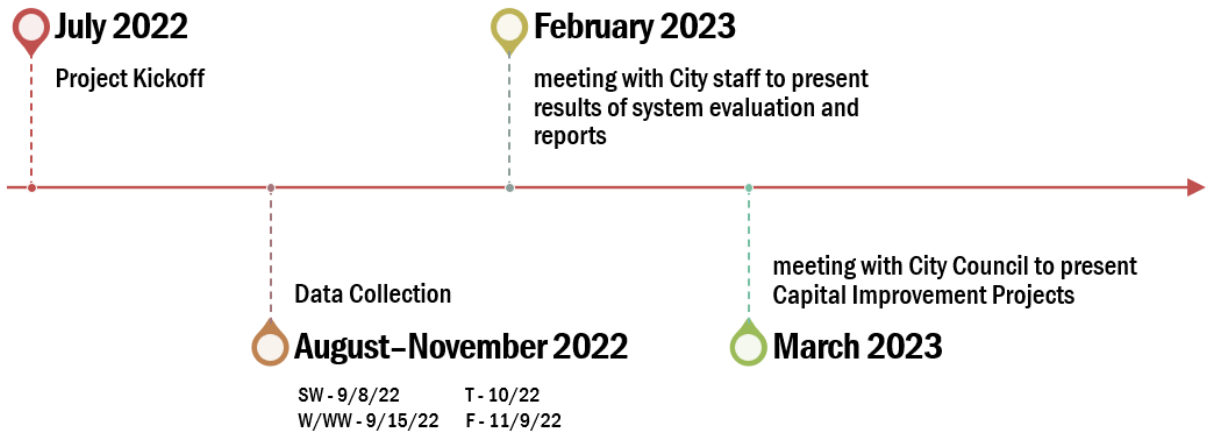 July 2022
Project Kickoff
February 2023
meeting with City staff to present
results of system evaluation and
reports
Data Collection
August–November 2022
SW - 9/8/22 T - 10/22
W/WW - 9/15/22 F - 11/9/22
meeting with City Council to present
Capital Improvement Projects
March 2023